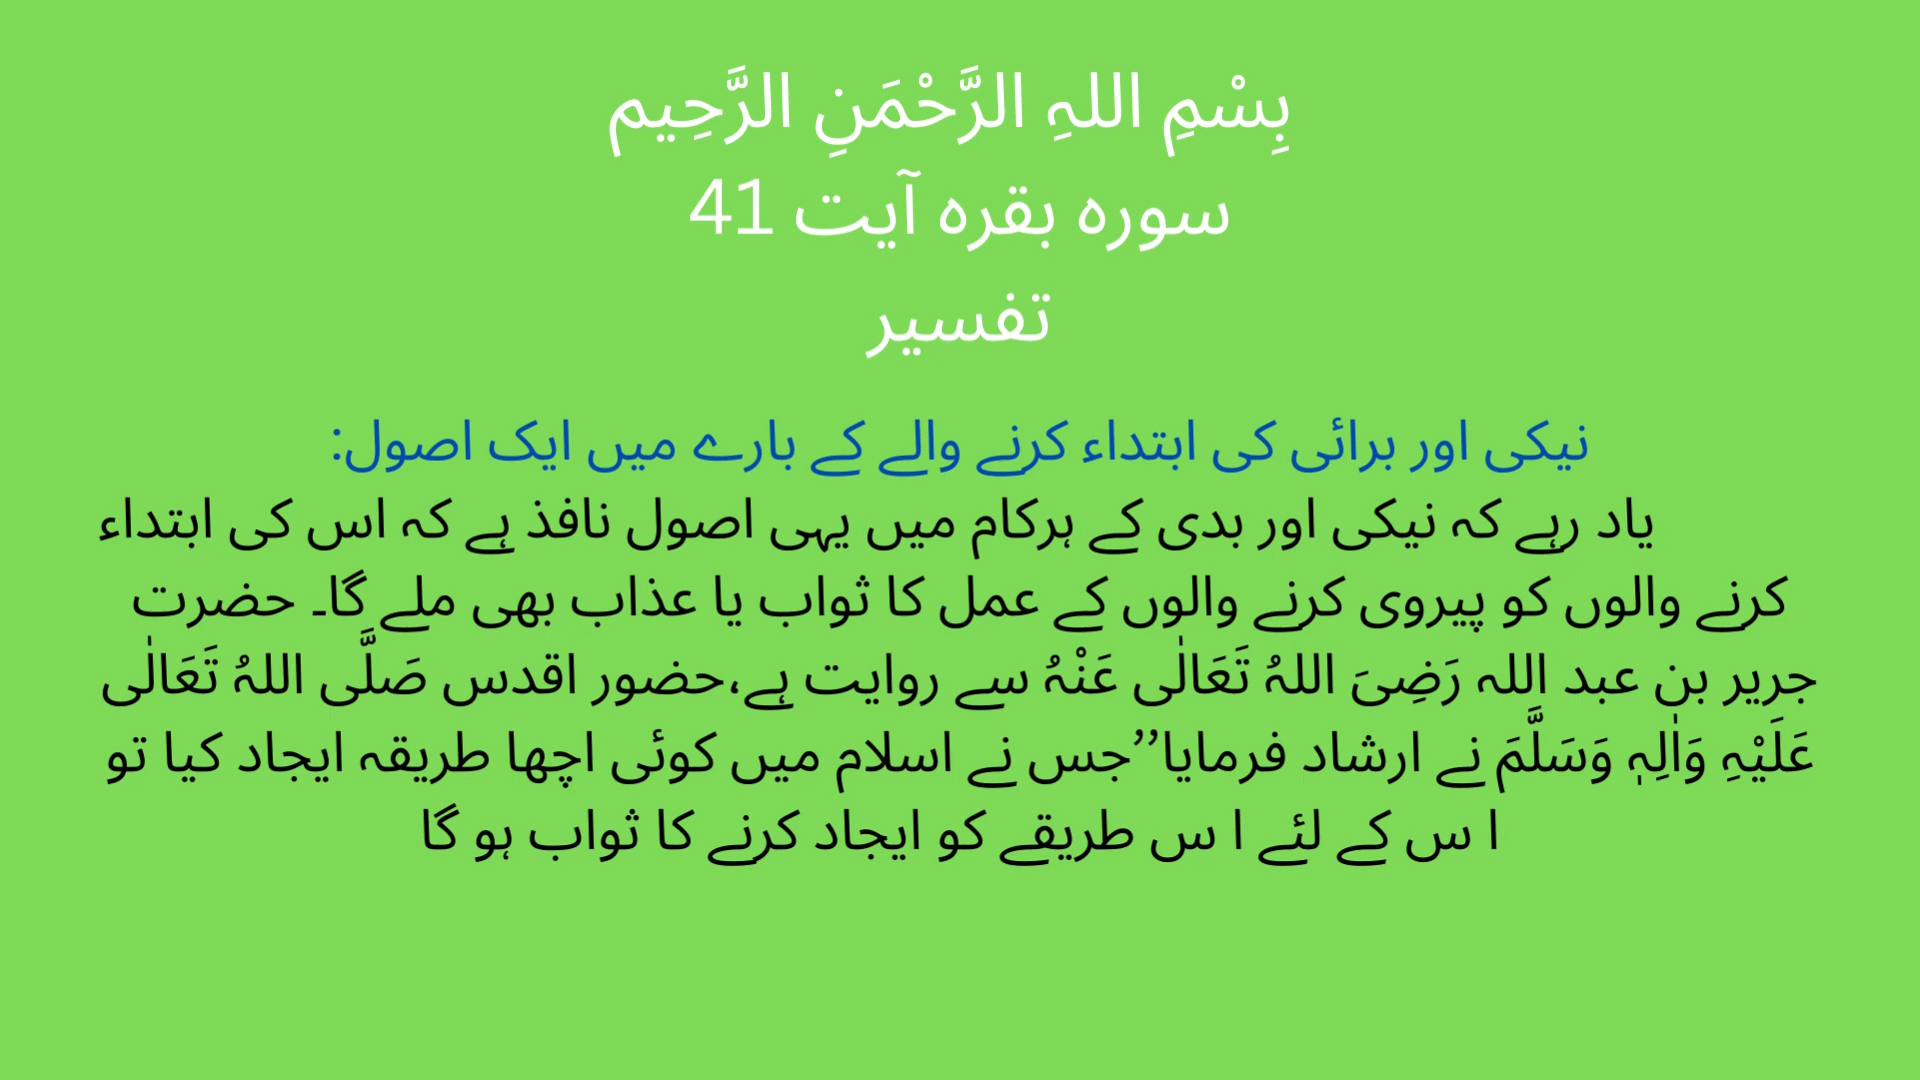 بِسْمِ اللہِ الرَّحْمَنِ الرَّحِیم
سورہ بقرہ آیت 41
تفسیر
نیکی اور برائی کی ابتداء کرنے والے کے بارے میں ایک اصول:
یاد رہے کہ نیکی اور بدی کے ہرکام میں یہی اصول نافذ ہے کہ اس کی ابتداء
کرنے والوں کو پیروی کرنے والوں کے عمل کا ثواب یا عذاب بھی ملے گا۔ حضرت
جریر بن عبد اللہ رَضِیَ اللہُ تَعَالٰی عَنْہُ سے روایت ہے،حضور اقدس صَلَّی اللہُ تَعَالٰی
عَلَیْہِ وَاٰلِہٖ وَسَلَّمَ نے ارشاد فرمایا’’جس نے اسلام میں کوئی اچھا طریقہ ایجاد کیا تو
ا س کے لئے ا س طریقے کو ایجاد کرنے کا ثواب ہو گا